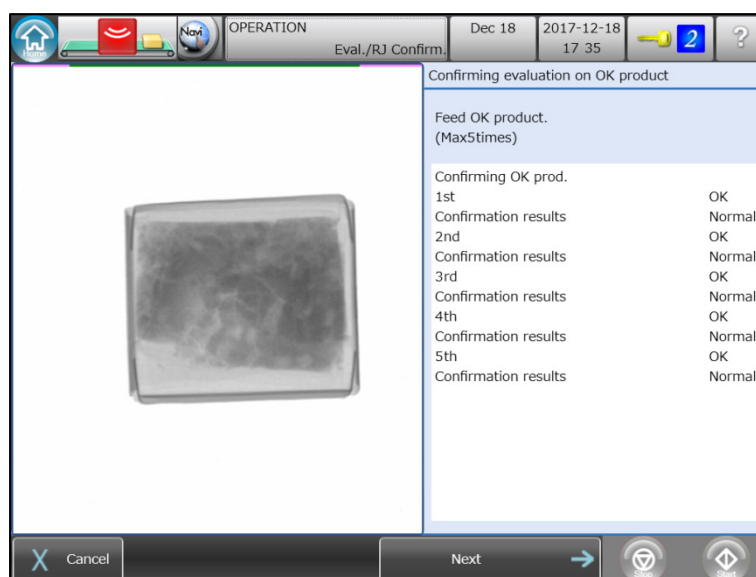 Home
Navi
OPERATION
Eval./RJ Confirm.
Dec 18
2017-12-18
17 35
2
?
Confirming evaluation on OK product
Feed OK product.
(Max5times)
Confirming OK prod.
1st OK
Confirmation results Normal
2nd OK
Confirmation results Normal
3rd OK
Confirmation results Normal
4th OK
Confirmation results Normal
5th OK
Confirmation results Normal
X Cancel
Next
Stop
Start